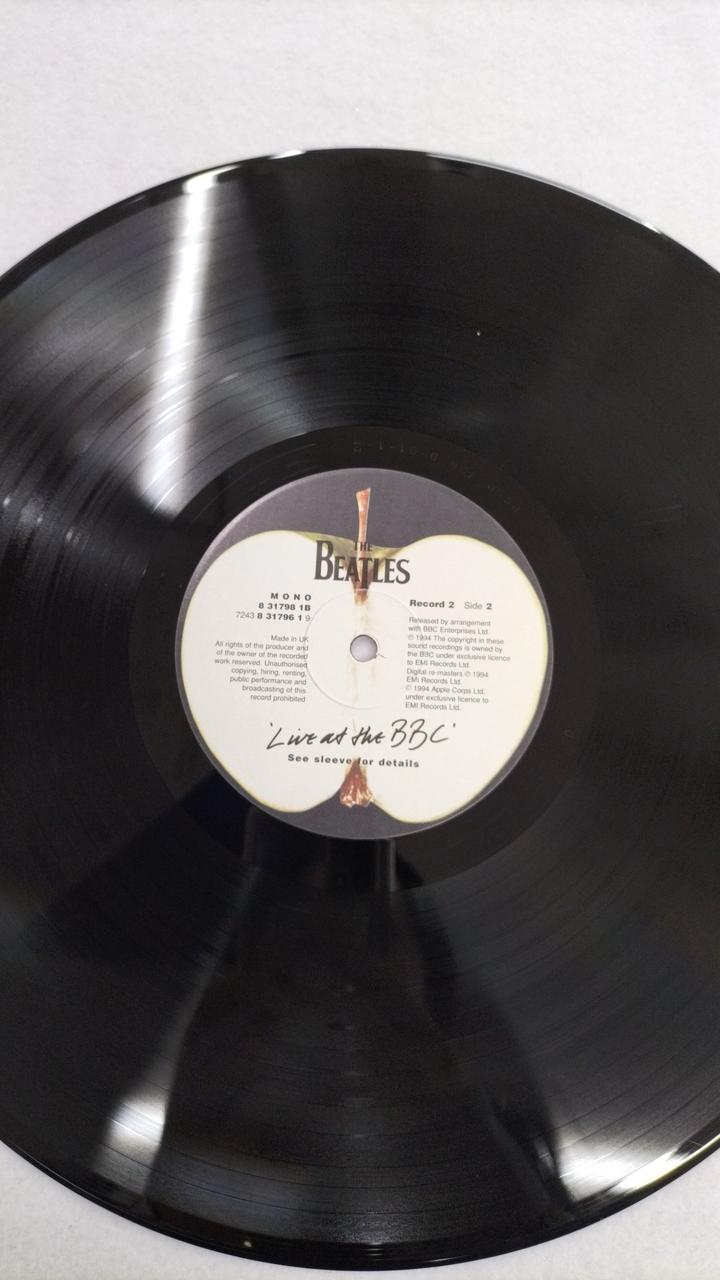 THE
BEATLES
MONO
8 31798 1B
7243 8 31796 1 9
Made in UK
All rights of the producer and
of the owner of the recorded
work reserved. Unauthorised
copying, hiring, renting,
public performance and
broadcasting of this
record prohibited
Record 2 Side 2
Released by arrangement
with BBC Enterprises Ltd.
℗ 1994 The copyright in these
sound recordings is owned by
the BBC under exclusive licence
to EMI Records Ltd.
Digital re-masters ℗ 1994
EMI Records Ltd.
© 1994 Apple Corps Ltd.
under exclusive licence to
EMI Records Ltd.
'Live at the BBC'
See sleeve for details